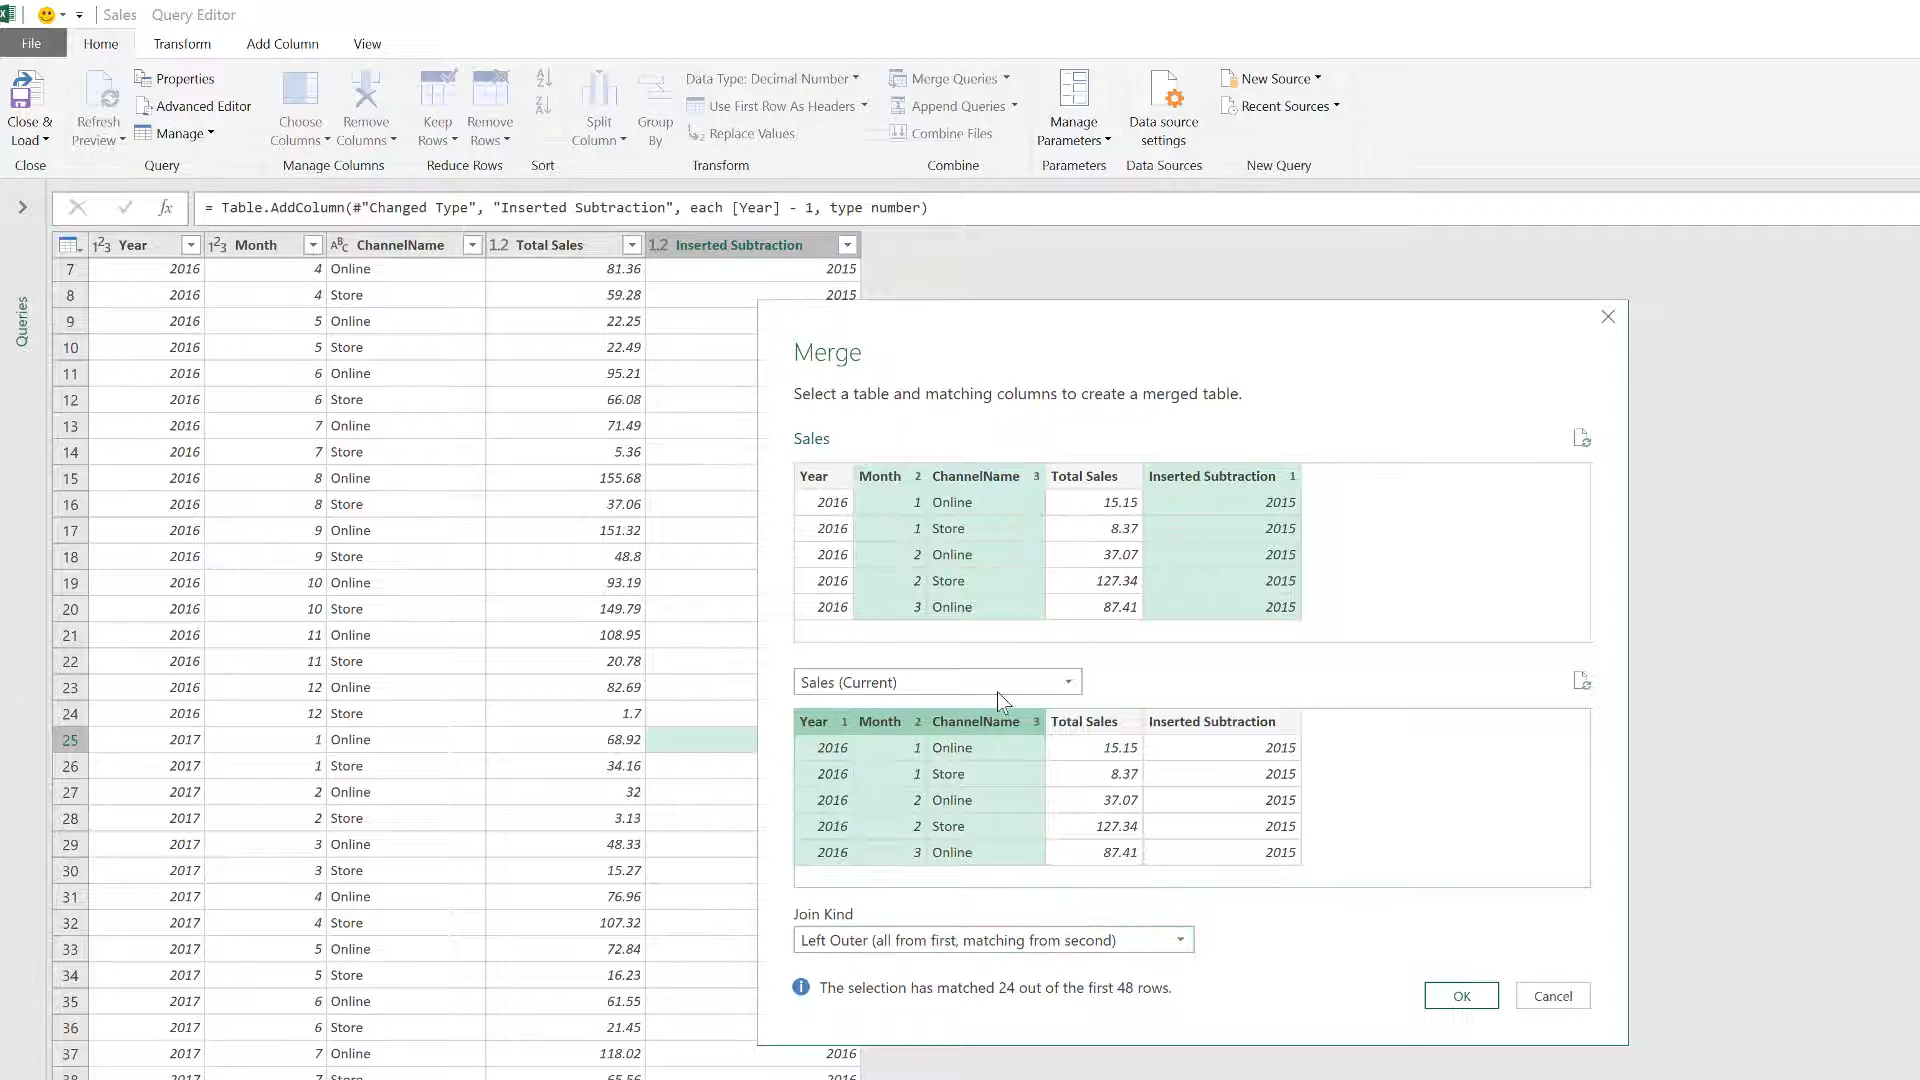 Sales Query Editor
File Home Transform Add Column View
Close & Load
Refresh Preview
Properties
Advanced Editor
Manage
Choose Columns
Remove Columns
Keep Rows
Remove Rows
Split Column
Group By
Data Type: Decimal Number
Use First Row As Headers
Replace Values
Merge Queries
Append Queries
Combine Files
Manage Parameters
Data source settings
New Source
Recent Sources
Close Query Manage Columns Reduce Rows Sort Transform Combine Parameters Data Sources New Query
fx = Table.AddColumn(#"Changed Type", "Inserted Subtraction", each [Year] - 1, type number)
Queries
123 Year 123 Month ABC ChannelName 1.2 Total Sales 1.2 Inserted Subtraction
7 2016 4 Online 81.36 2015
8 2016 4 Store 59.28 2015
9 2016 5 Online 22.25
10 2016 5 Store 22.49
11 2016 6 Online 95.21
12 2016 6 Store 66.08
13 2016 7 Online 71.49
14 2016 7 Store 5.36
15 2016 8 Online 155.68
16 2016 8 Store 37.06
17 2016 9 Online 151.32
18 2016 9 Store 48.8
19 2016 10 Online 93.19
20 2016 10 Store 149.79
21 2016 11 Online 108.95
22 2016 11 Store 20.78
23 2016 12 Online 82.69
24 2016 12 Store 1.7
25 2017 1 Online 68.92
26 2017 1 Store 34.16
27 2017 2 Online 32
28 2017 2 Store 3.13
29 2017 3 Online 48.33
30 2017 3 Store 15.27
31 2017 4 Online 76.96
32 2017 4 Store 107.32
33 2017 5 Online 72.84
34 2017 5 Store 16.23
35 2017 6 Online 61.55
36 2017 6 Store 21.45
37 2017 7 Online 118.02 2016
38 2017 7 Store 65.56 2016
Merge
Select a table and matching columns to create a merged table.
Sales
Year Month 2 ChannelName 3 Total Sales Inserted Subtraction 1
2016 1 Online 15.15 2015
2016 1 Store 8.37 2015
2016 2 Online 37.07 2015
2016 2 Store 127.34 2015
2016 3 Online 87.41 2015
Sales (Current)
Year 1 Month 2 ChannelName 3 Total Sales Inserted Subtraction
2016 1 Online 15.15 2015
2016 1 Store 8.37 2015
2016 2 Online 37.07 2015
2016 2 Store 127.34 2015
2016 3 Online 87.41 2015
Join Kind
Left Outer (all from first, matching from second)
The selection has matched 24 out of the first 48 rows.
OK Cancel